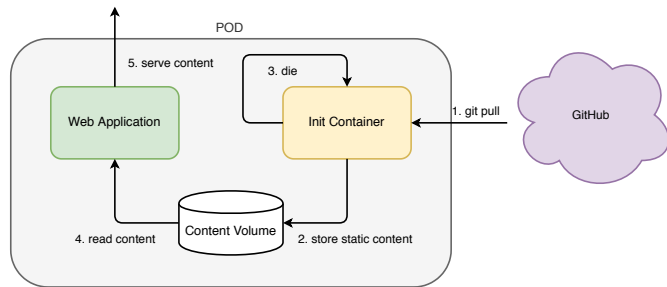 POD
5. serve content
3. die
Web Application
Init Container
1. git pull
GitHub
Content Volume
4. read content
2. store static content